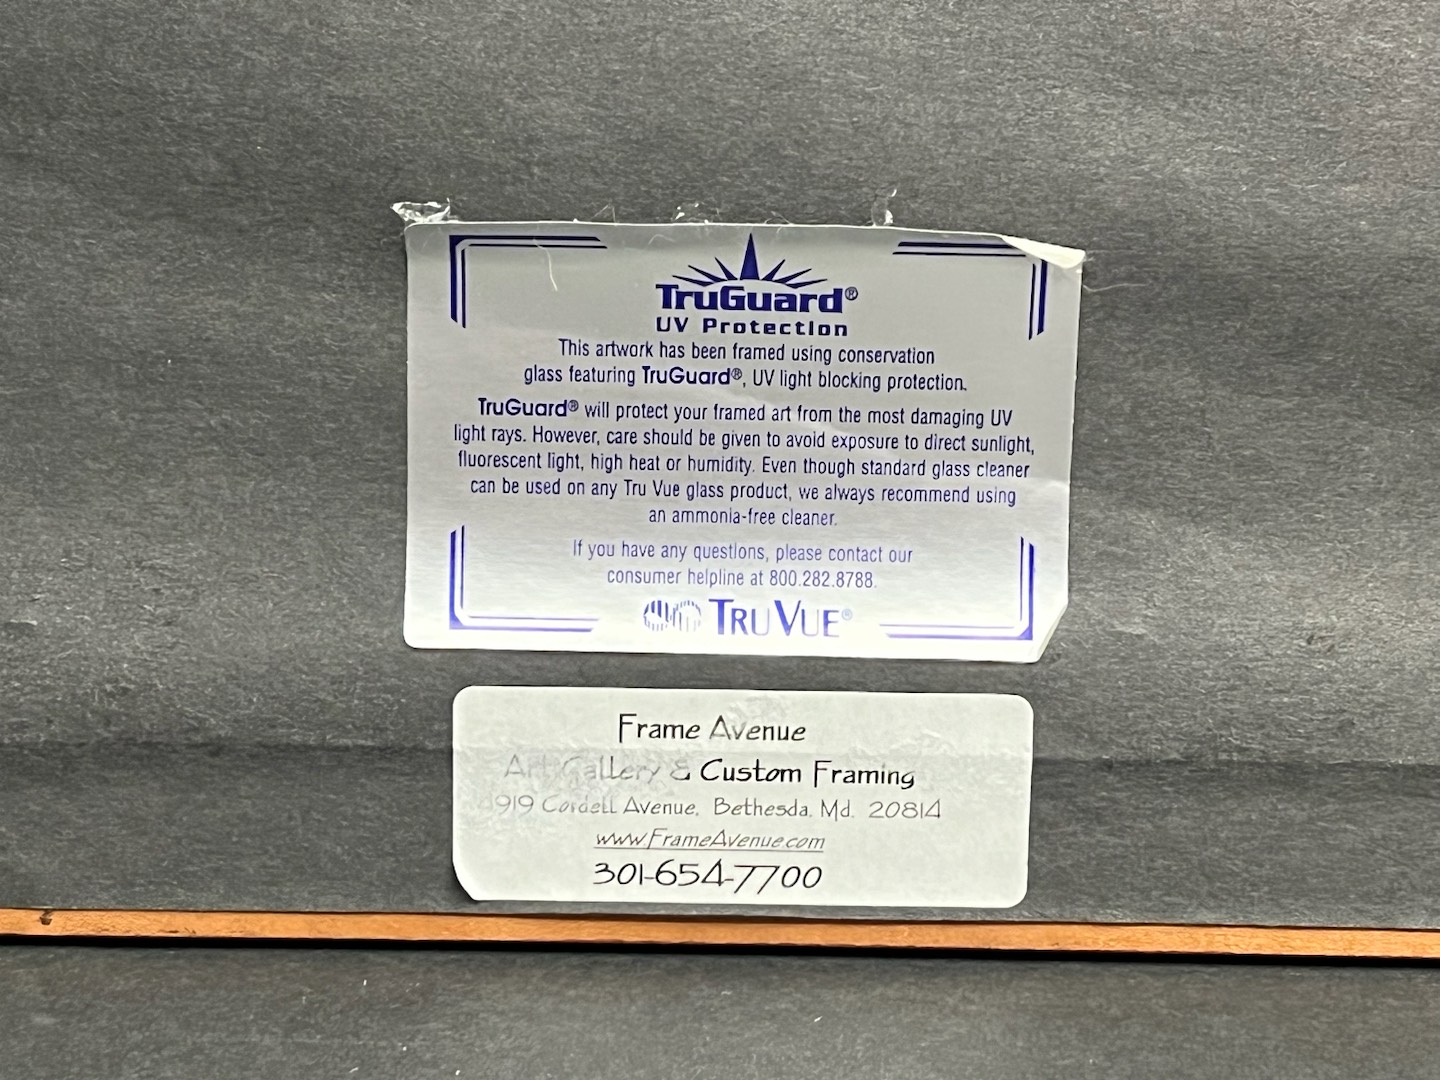 TruGuard®
UV Protection
This artwork has been framed using conservation
glass featuring TruGuard®, UV light blocking protection.
TruGuard® will protect your framed art from the most damaging UV
light rays. However, care should be given to avoid exposure to direct sunlight,
fluorescent light, high heat or humidity. Even though standard glass cleaner
can be used on any Tru Vue glass product, we always recommend using
an ammonia-free cleaner.
If you have any questions, please contact our
consumer helpline at 800.282.8788.
TRU VUE®
Frame Avenue
Art Gallery & Custom Framing
4919 Cordell Avenue, Bethesda, Md. 20814
www.FrameAvenue.com
301-654-7700